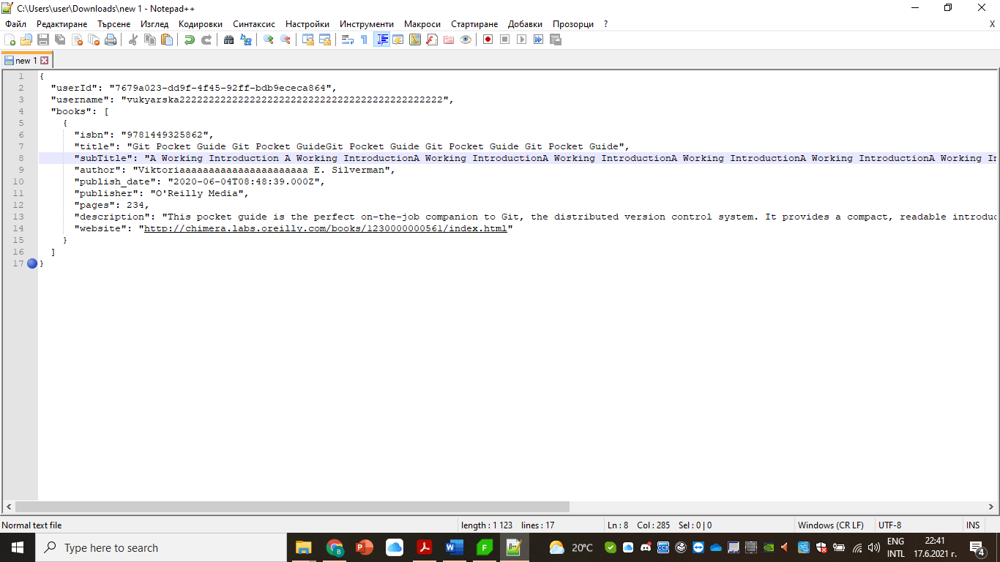 C:\Users\user\Downloads\new 1 - Notepad++
Файл Редактиране Търсене Изглед Кодировки Синтаксис Настройки Инструменти Макроси Стартиране Добавки Прозорци ? X
new 1
1 {
2 "userId": "7679a023-dd9f-4f45-92ff-bdb9ececa864",
3 "username": "vukyarska222222222222222222222222222222222222222222222",
4 "books": [
5 {
6 "isbn": "9781449325862",
7 "title": "Git Pocket Guide Git Pocket GuideGit Pocket Guide Git Pocket Guide Git Pocket Guide",
8 "subTitle": "A Working Introduction A Working IntroductionA Working IntroductionA Working IntroductionA Working IntroductionA Working IntroductionA Working In
9 "author": "Viktoriaaaaaaaaaaaaaaaaaaaaaa E. Silverman",
10 "publish_date": "2020-06-04T08:48:39.000Z",
11 "publisher": "O'Reilly Media",
12 "pages": 234,
13 "description": "This pocket guide is the perfect on-the-job companion to Git, the distributed version control system. It provides a compact, readable introduc
14 "website": "http://chimera.labs.oreilly.com/books/1230000000561/index.html"
15 }
16 ]
17 }
Normal text file length : 1 123 lines : 17 Ln : 8 Col : 285 Sel : 0 | 0 Windows (CR LF) UTF-8 INS
Type here to search 20°C ENG 22:41
INTL 17.6.2021 г. 4